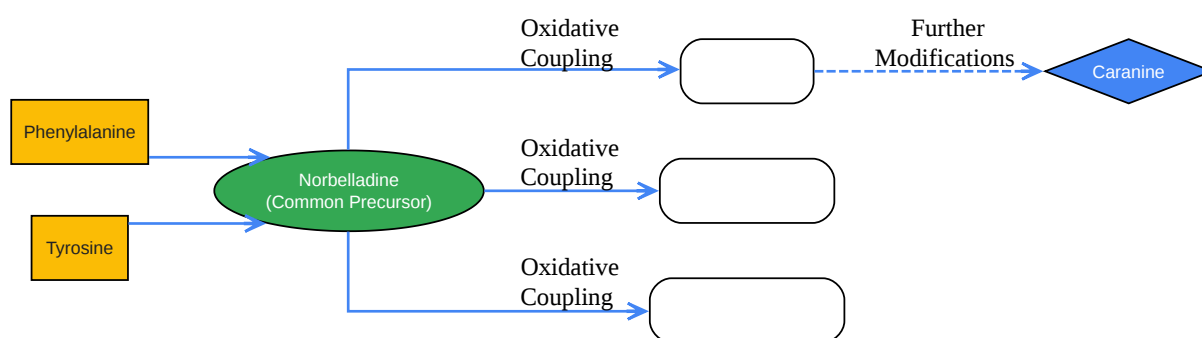 Phenylalanine
Tyrosine
Norbelladine
(Common Precursor)
Oxidative
Coupling
Further
Modifications
Caranine
Oxidative
Coupling
Oxidative
Coupling